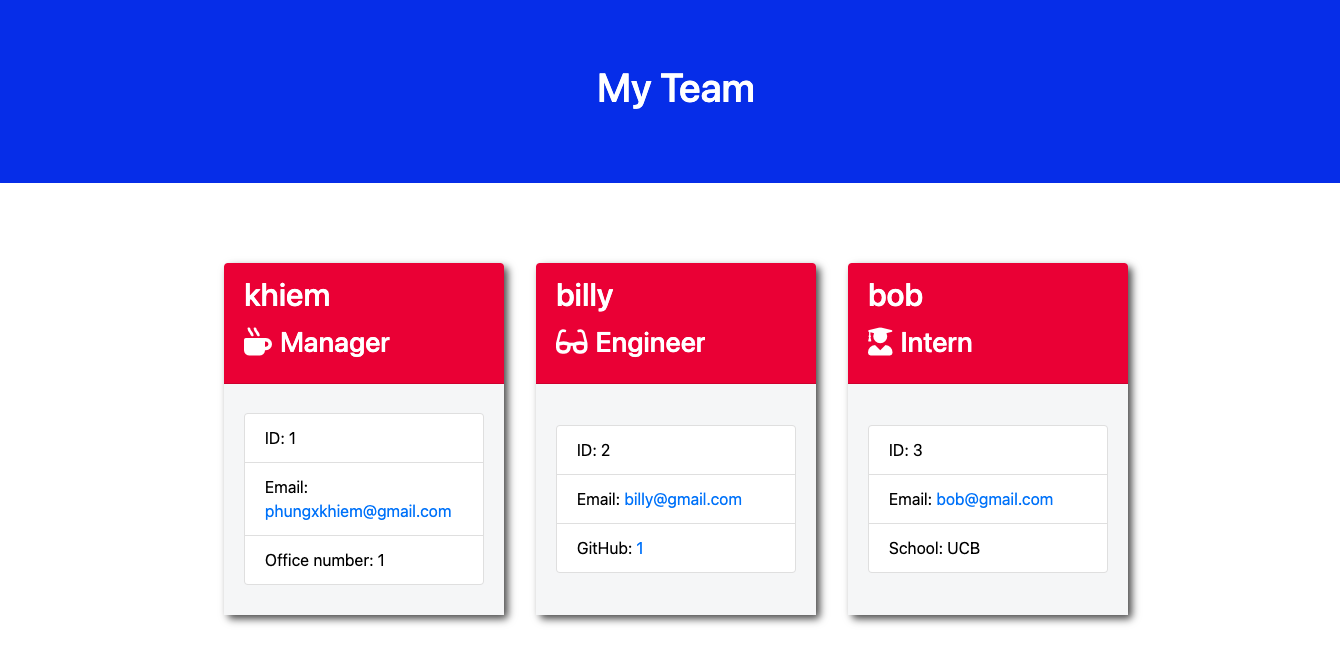 My Team
khiem
Manager
ID: 1
Email:
phungxkhiem@gmail.com
Office number: 1
billy
Engineer
ID: 2
Email: billy@gmail.com
GitHub: 1
bob
Intern
ID: 3
Email: bob@gmail.com
School: UCB